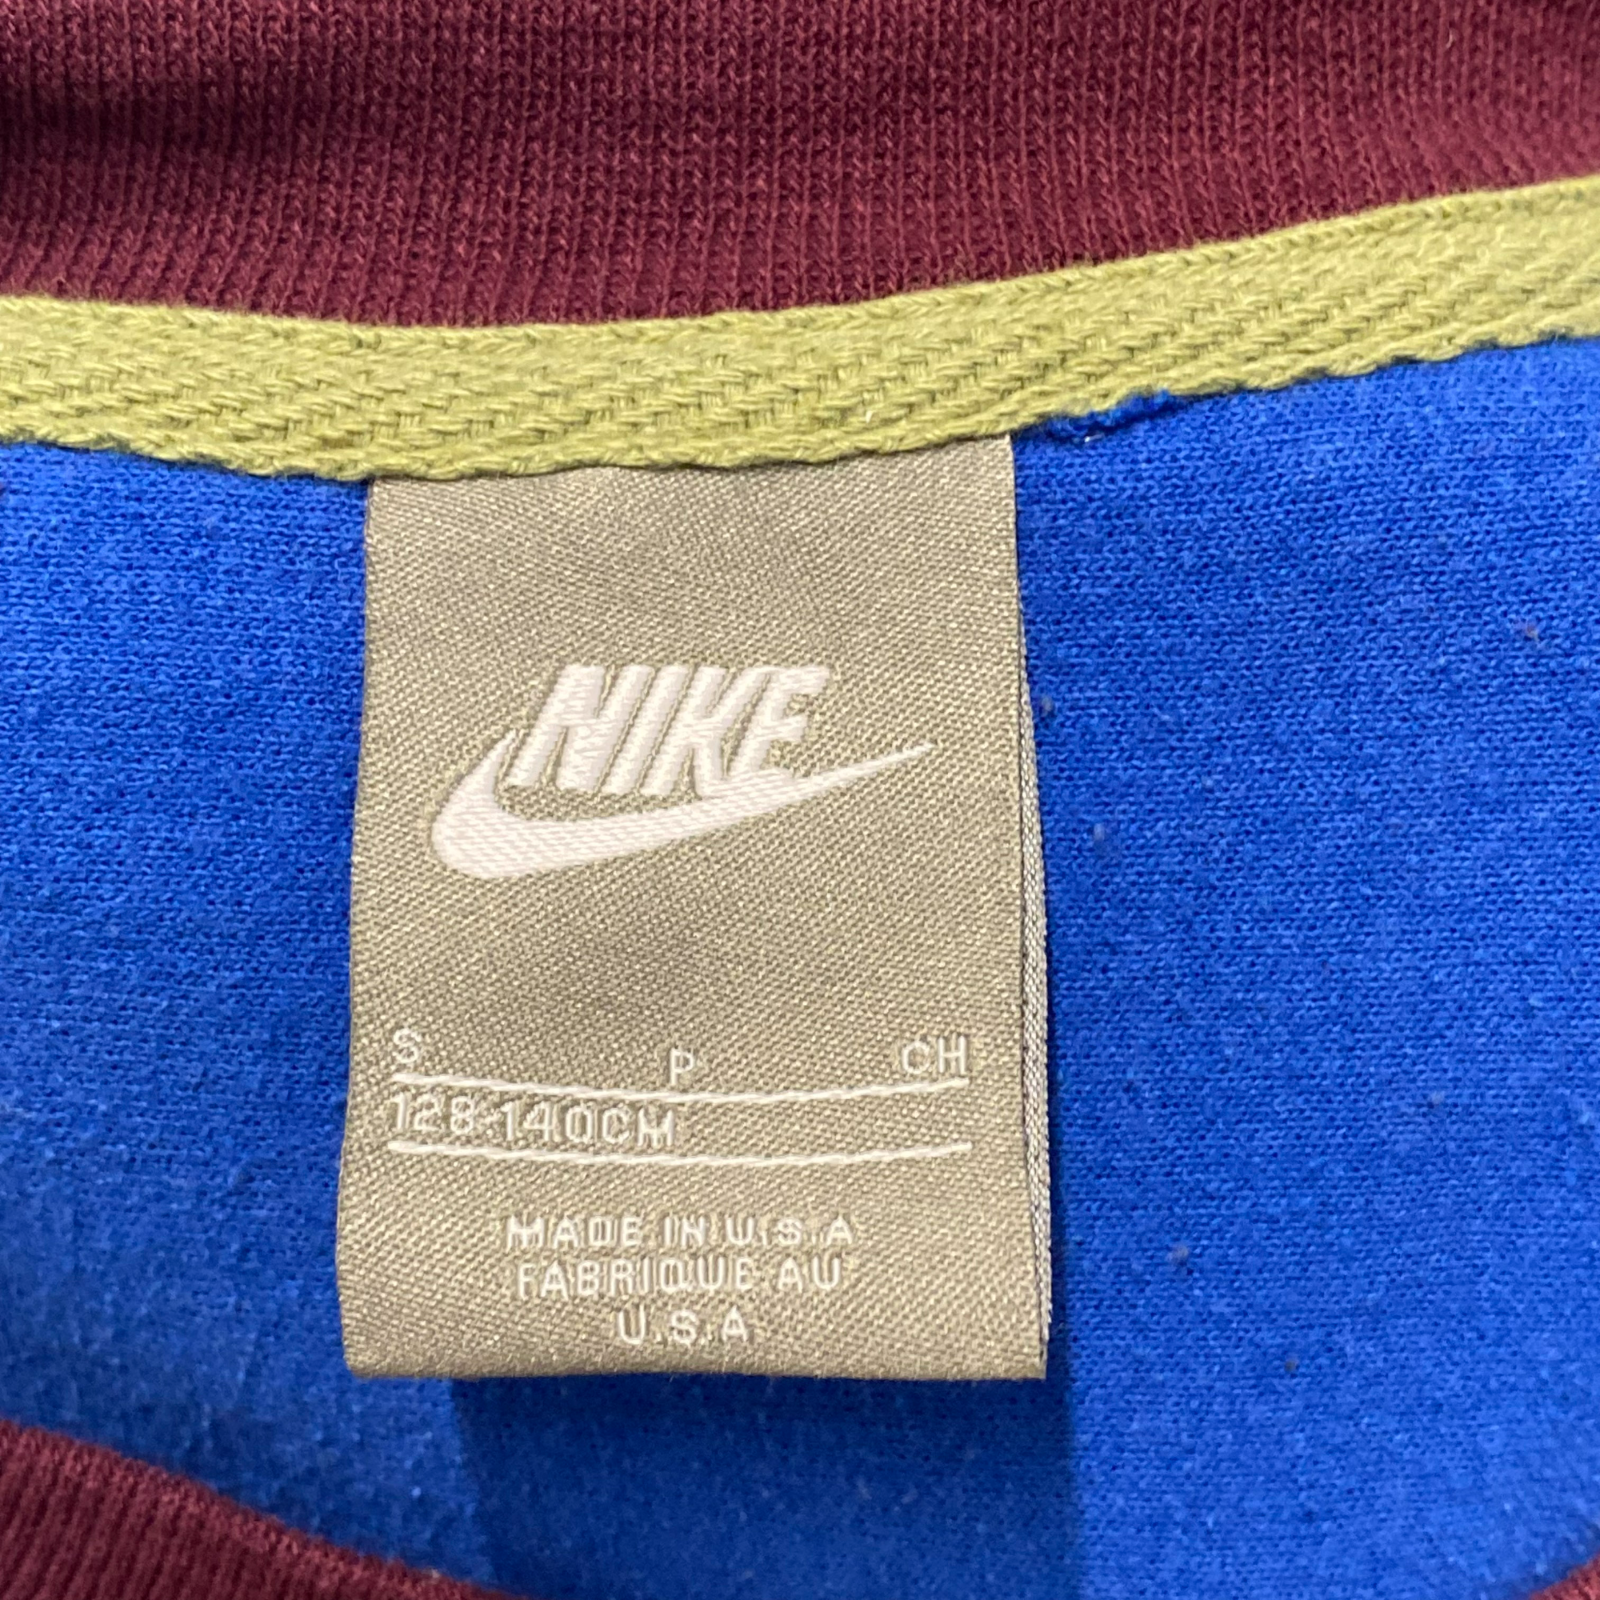 NIKE
S P CH
128-140CM
MADE IN U.S.A
FABRIQUE AU
U.S.A